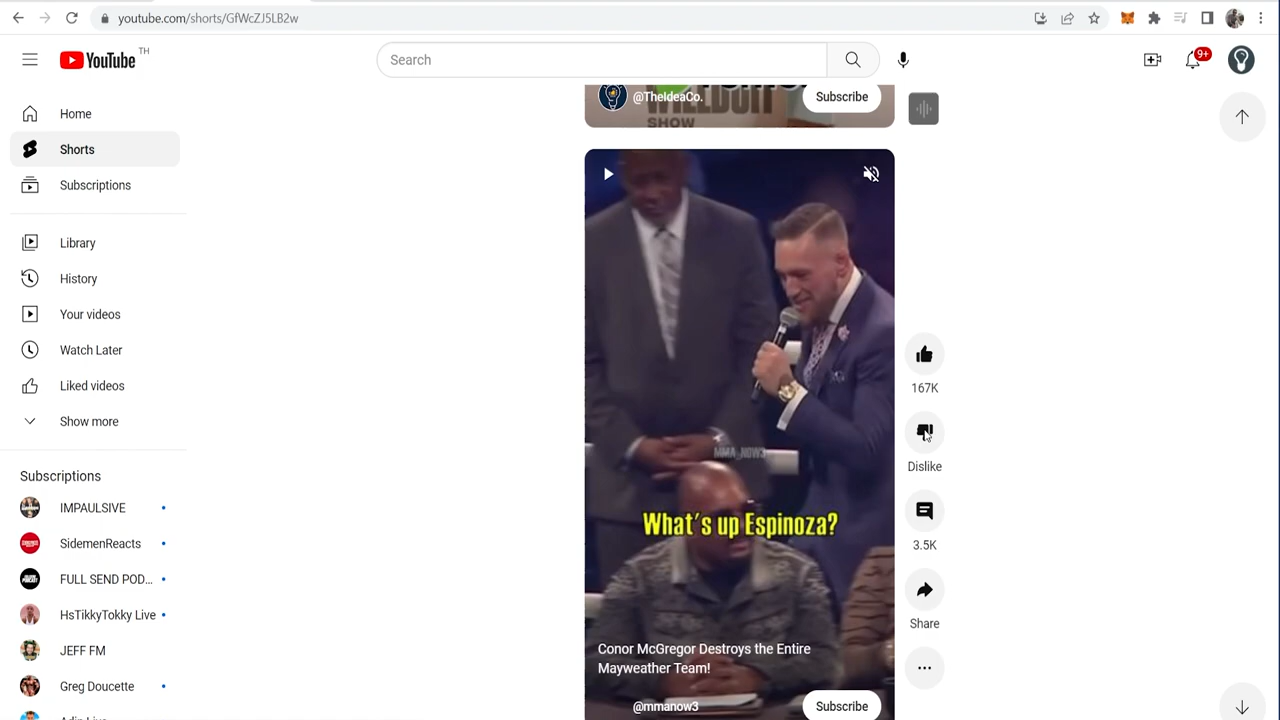 youtube.com/shorts/GfWcZJ5LB2w
YouTube TH
Search
9+
Home
Shorts
Subscriptions
Library
History
Your videos
Watch Later
Liked videos
Show more
Subscriptions
IMPAULSIVE
SidemenReacts
FULL SEND POD...
HsTikkyTokky Live
JEFF FM
Greg Doucette
@TheIdeaCo.
Subscribe
SHOW
MMA_NOW3
What's up Espinoza?
Conor McGregor Destroys the Entire
Mayweather Team!
@mmanow3
Subscribe
167K
Dislike
3.5K
Share